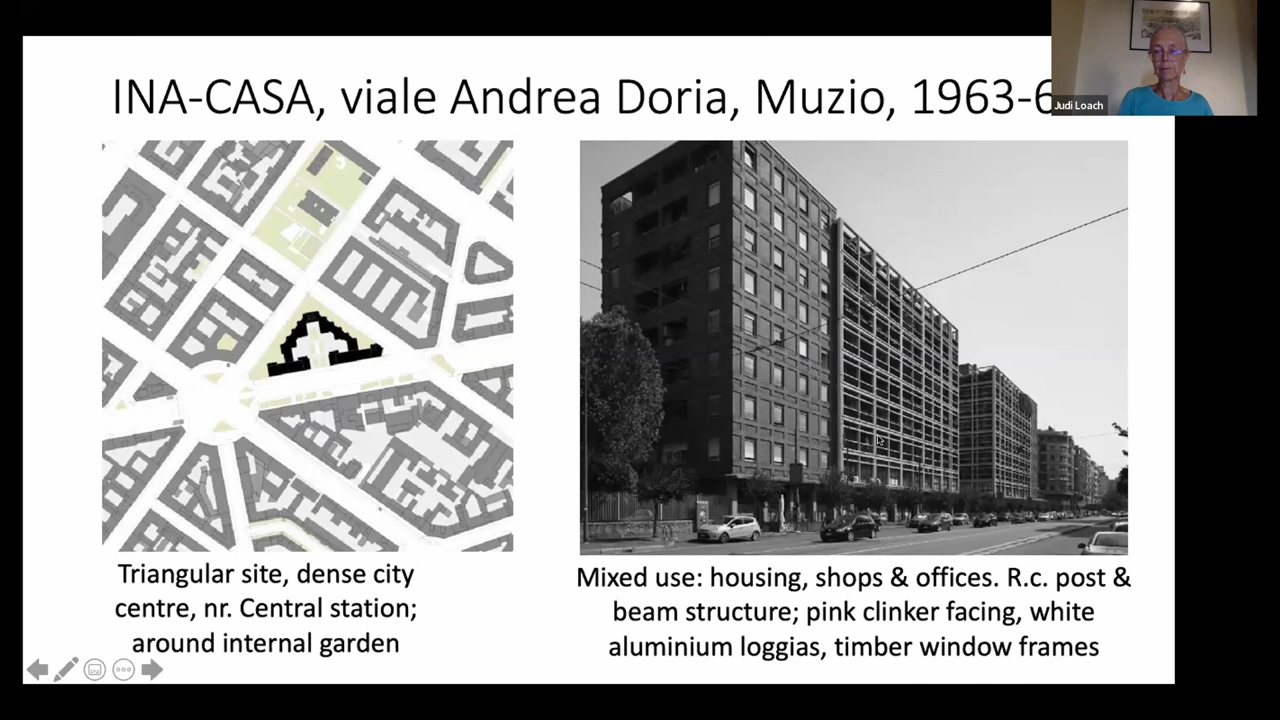 INA-CASA, viale Andrea Doria, Muzio, 1963-6
Judi Loach
Triangular site, dense city
centre, nr. Central station;
around internal garden
Mixed use: housing, shops & offices. R.c. post &
beam structure; pink clinker facing, white
aluminium loggias, timber window frames